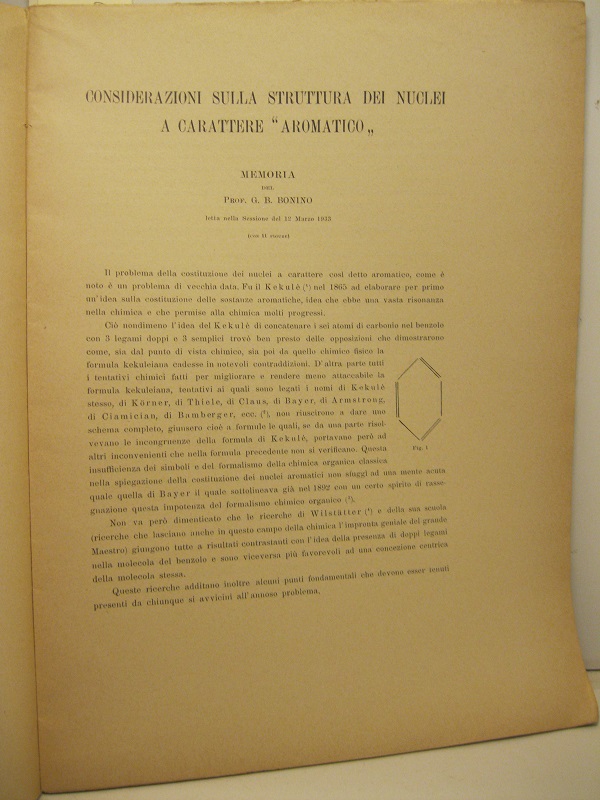 CONSIDERAZIONI SULLA STRUTTURA DEI NUCLEI
A CARATTERE “AROMATICO„
MEMORIA
DEL
PROF. G. B. BONINO
letta nella Sessione del 12 Marzo 1933
(con 11
Il problema della costituzione dei nuclei a carattere così detto aromatico, come è
noto è un problema di vecchia data. Fu il Kekulè (¹) nel 1865 ad elaborare per primo
un'idea sulla costituzione delle sostanze aromatiche, idea che ebbe una vasta risonanza
nella chimica e che permise alla chimica molti progressi.
Ciò nondimeno l'idea del Kekulè di concatenare i sei atomi di carbonio nel benzolo
con 3 legami doppi e 3 semplici trovò ben presto delle opposizioni che dimostrarono
come, sia dal punto di vista chimico, sia poi da quello chimico fisico la
formula kekuleiana cadesse in notevoli contraddizioni. D'altra parte tutti
i tentativi chimici fatti per migliorare e rendere meno attaccabile la
formula kekuleiana, tentativi ai quali sono legati i nomi di Kekulè
stesso, di Körner, di Thiele, di Claus, di Bayer, di Armstrong,
di Ciamician, di Bamberger, ecc. (²), non riuscirono a dare uno
schema completo, giunsero cioè a formule le quali, se da una parte risol-
vevano le incongruenze della formula di Kekulè, portavano però ad
altri inconvenienti che nella formula precedente non si verificano. Questa
insufficienza dei simboli e del formalismo della chimica organica classica
nella spiegazione della costituzione dei nuclei aromatici non sfuggì ad una mente acuta
quale quella di Bayer il quale sottolineava già nel 1892 con un certo spirito di rasse-
gnazione questa impotenza del formalismo chimico organico (³).
Non va però dimenticato che le ricerche di Wilstätter (⁴) e della sua scuola
(ricerche che lasciano anche in questo campo della chimica l'impronta geniale del grande
Maestro) giungono tutte a risultati contrastanti con l'idea della presenza di doppi legami
nella molecola del benzolo e sono viceversa più favorevoli ad una concezione centrica
della molecola stessa.
Queste ricerche additano inoltre alcuni punti fondamentali che devono esser tenuti
presenti da chiunque si avvicini all'annoso problema.
Fig. 1